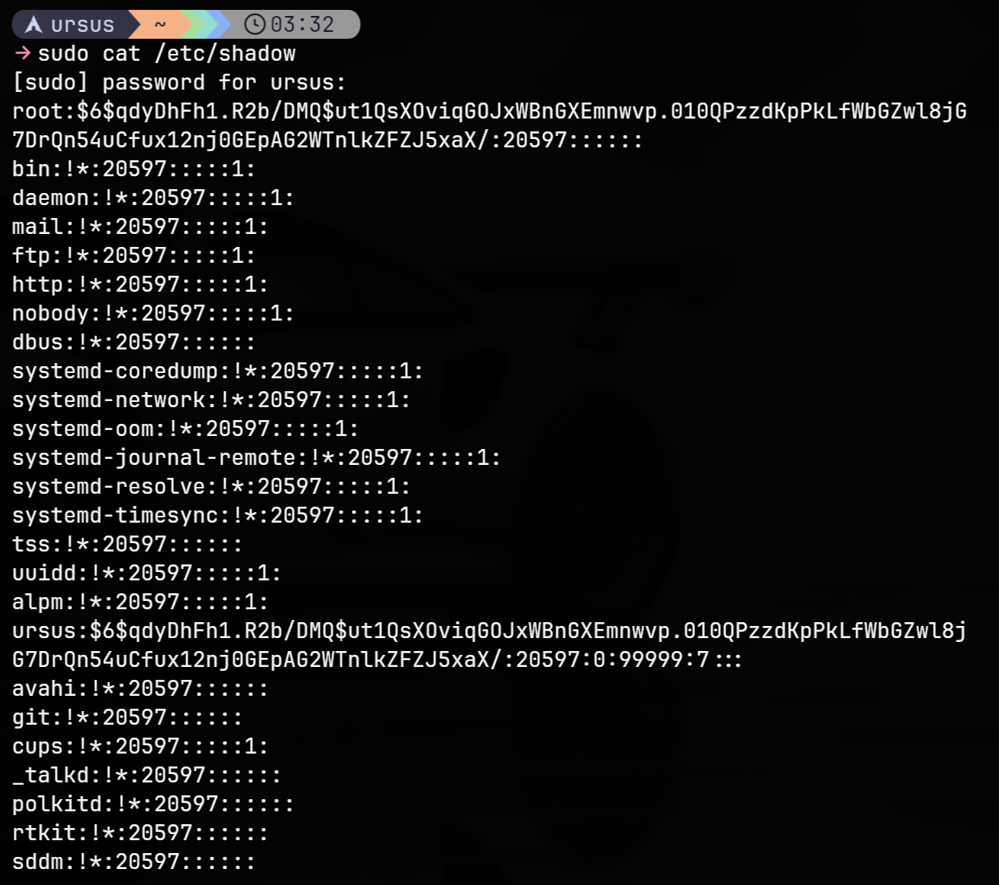 ursus ~ 03:32
→ sudo cat /etc/shadow
[sudo] password for ursus:
root:$6$qdyDhFh1.R2b/DMQ$ut1QsXOviqGOJxWBnGXEmnwvp.010QPzzdKpPkLfWbGZwl8jG
7DrQn54uCfux12nj0GEpAG2WTnlkZFZJ5xaX/:20597::::::
bin:!*:20597:::::1:
daemon:!*:20597:::::1:
mail:!*:20597:::::1:
ftp:!*:20597:::::1:
http:!*:20597:::::1:
nobody:!*:20597:::::1:
dbus:!*:20597::::::
systemd-coredump:!*:20597:::::1:
systemd-network:!*:20597:::::1:
systemd-oom:!*:20597:::::1:
systemd-journal-remote:!*:20597:::::1:
systemd-resolve:!*:20597:::::1:
systemd-timesync:!*:20597:::::1:
tss:!*:20597::::::
uuidd:!*:20597:::::1:
alpm:!*:20597:::::1:
ursus:$6$qdyDhFh1.R2b/DMQ$ut1QsXOviqGOJxWBnGXEmnwvp.010QPzzdKpPkLfWbGZwl8j
G7DrQn54uCfux12nj0GEpAG2WTnlkZFZJ5xaX/:20597:0:99999:7:::
avahi:!*:20597::::::
git:!*:20597::::::
cups:!*:20597:::::1:
_talkd:!*:20597::::::
polkitd:!*:20597::::::
rtkit:!*:20597::::::
sddm:!*:20597::::::